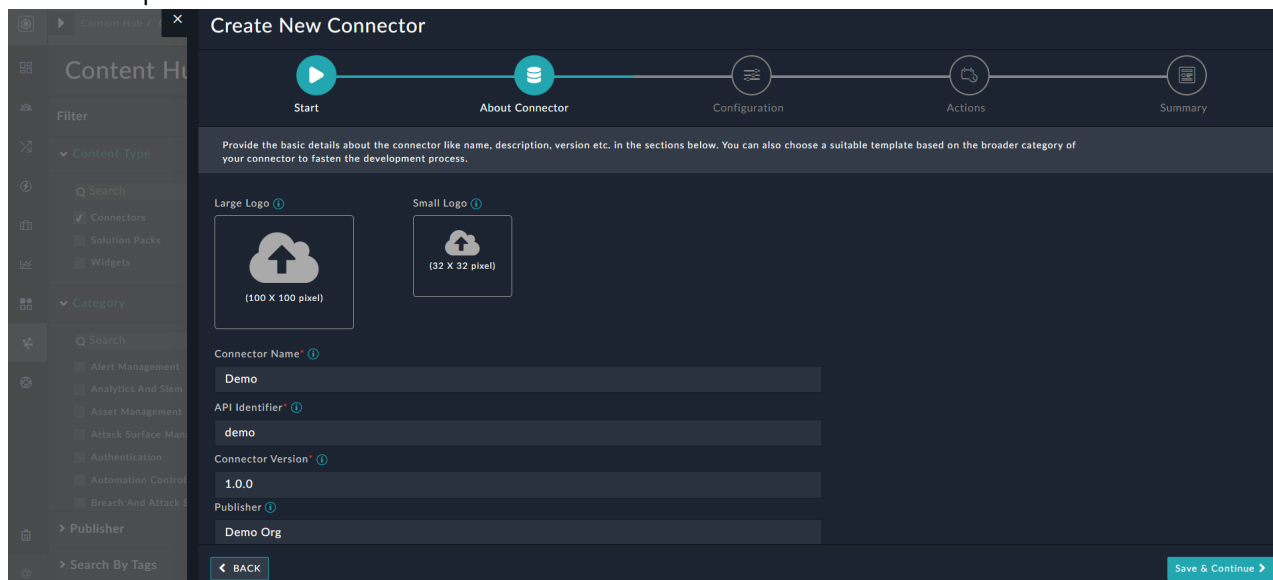 Content Hub /
×
Create New Connector
Content Hu
Start
About Connector
Configuration
Actions
Summary
Filter
Provide the basic details about the connector like name, description, version etc. in the sections below. You can also choose a suitable template based on the broader category of
your connector to fasten the development process.
Content Type
Search
Connectors
Solution Packs
Widgets
Large Logo
Small Logo
(100 X 100 pixel)
(32 X 32 pixel)
Category
Search
Alert Management
Analytics And Siem
Asset Management
Attack Surface Man
Authentication
Automation Control
Breach And Attack S
Publisher
Search By Tags
Connector Name*
Demo
API Identifier*
demo
Connector Version*
1.0.0
Publisher
Demo Org
BACK
Save & Continue